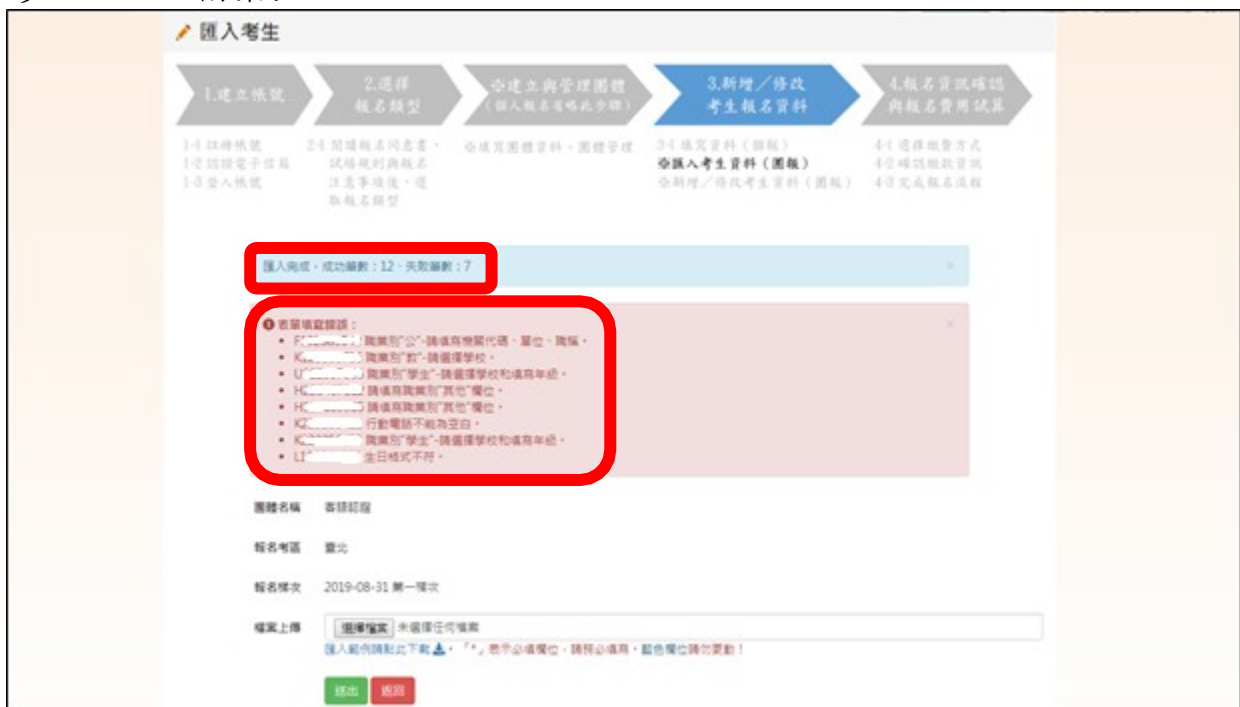 匯入考生
1.建立帳號
2.選擇
報名類型
※建立與管理團體
(個人報名省略此步驟)
3.新增／修改
考生報名資料
4.報名資訊確認
與報名費用試算
1-1 註冊帳號
1-2 認證電子信箱
1-3 登入帳號
2-1 閱讀報名同意書、
試場規則與報名
注意事項後，選
取報名類型
※填寫團體資料、團體管理
3-1 填寫資料（個報）
※匯入考生資料（團報）
※新增／修改考生資料（團報）
4-1 選擇繳費方式
4-2 確認繳款資訊
4-3 完成報名流程
匯入完成，成功筆數：12、失敗筆數：7
表單填寫錯誤：
職業別"公"-請填寫機關代碼、單位、職稱。
職業別"教"-請選擇學校。
職業別"學生"-請選擇學校和填寫年級。
請填寫職業別"其他"欄位。
請填寫職業別"其他"欄位。
行動電話不能為空白。
職業別"學生"-請選擇學校和填寫年級。
生日格式不符。
團體名稱 客語認證
報名考區 臺北
報名梯次 2019-08-31 第一梯次
檔案上傳 選擇檔案 未選擇任何檔案
匯入範例請點此下載。「*」表示必填欄位，請務必填寫，藍色欄位請勿更動！
送出 返回